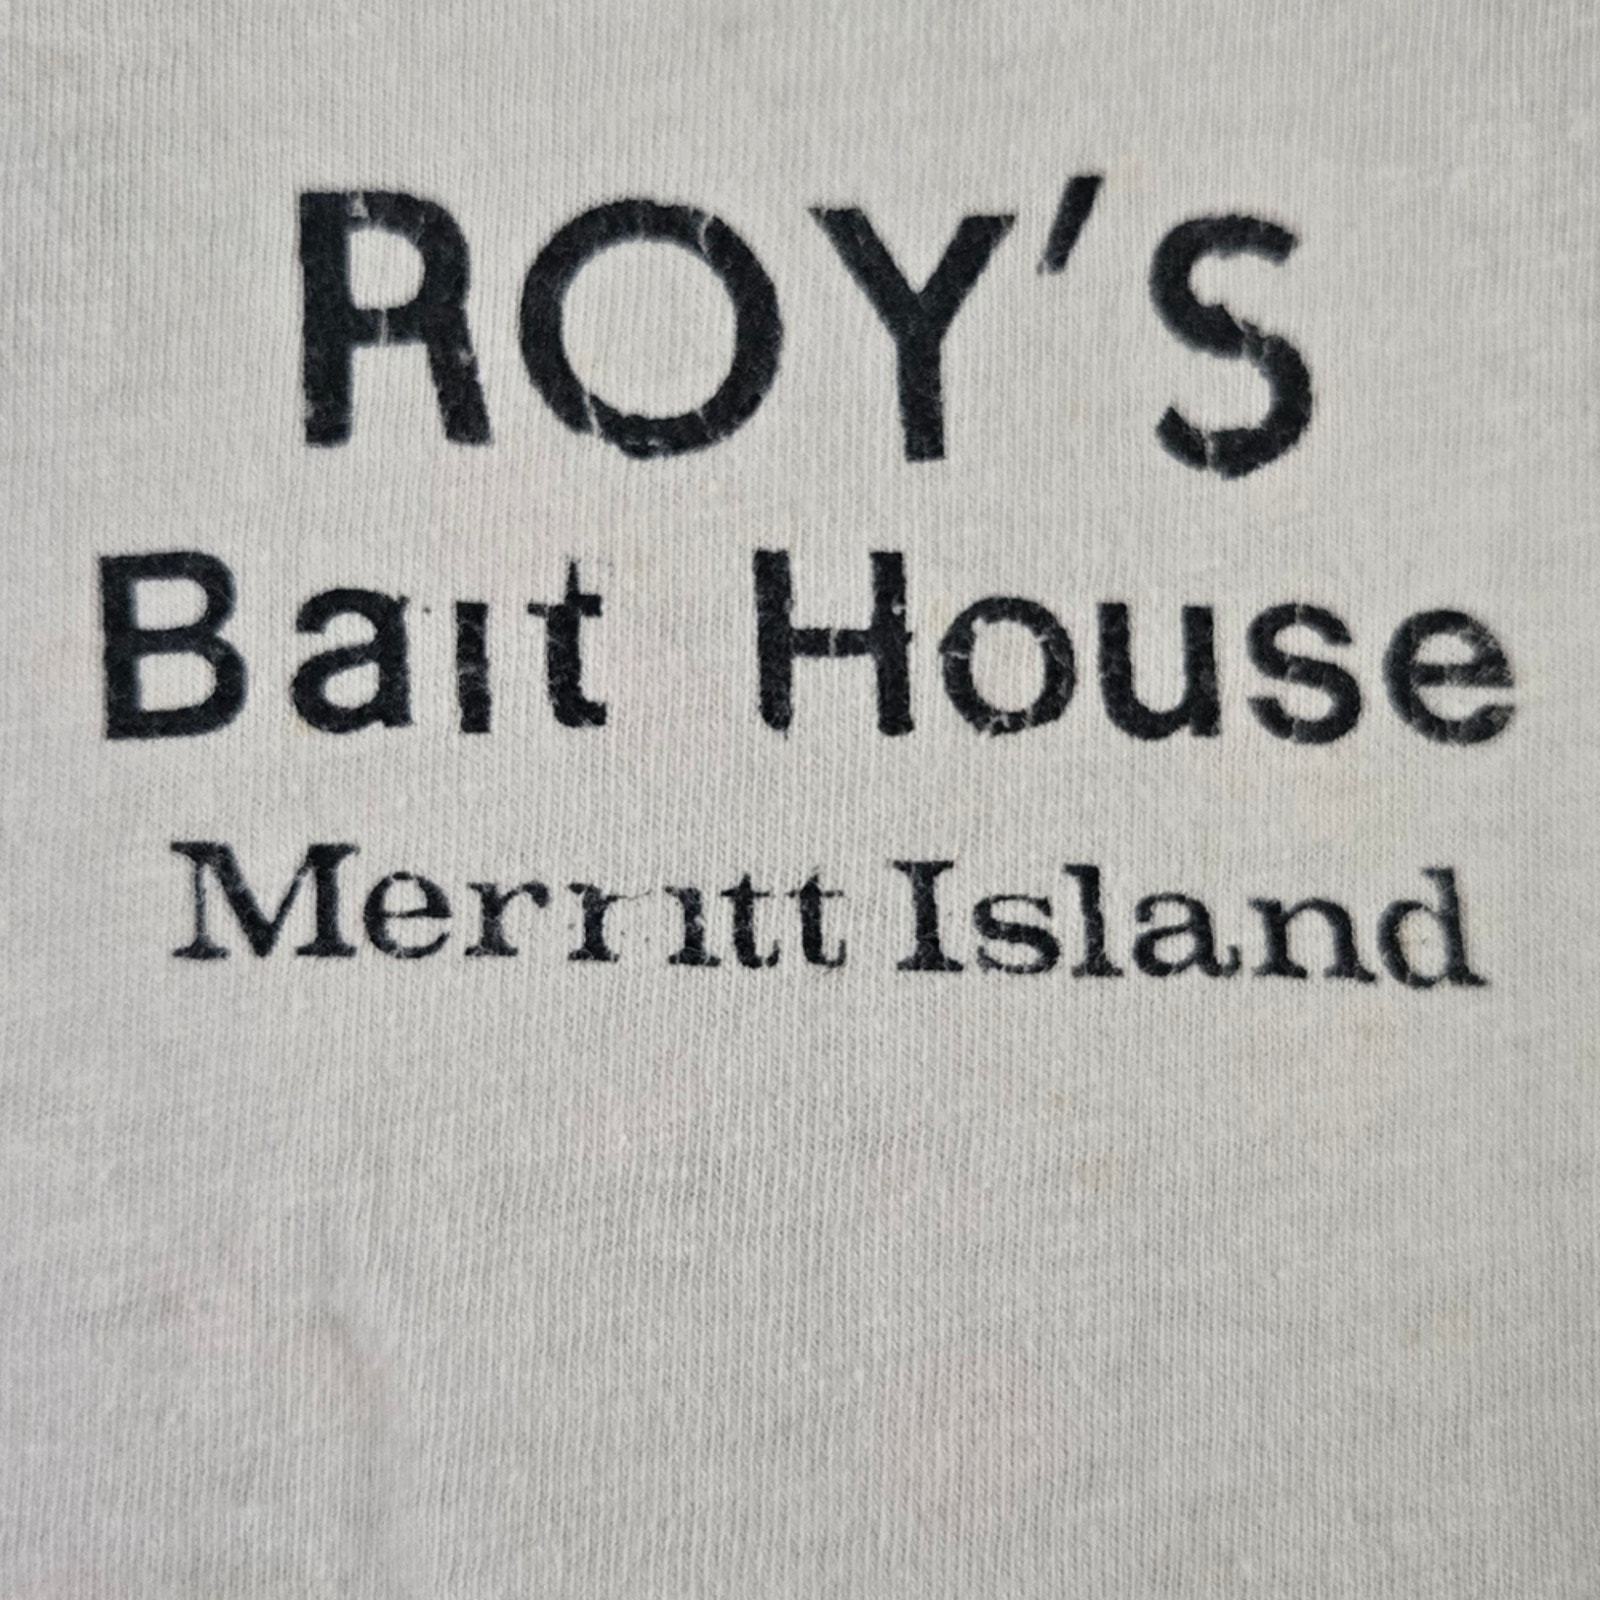 ROY'S
Bait House
Merritt Island